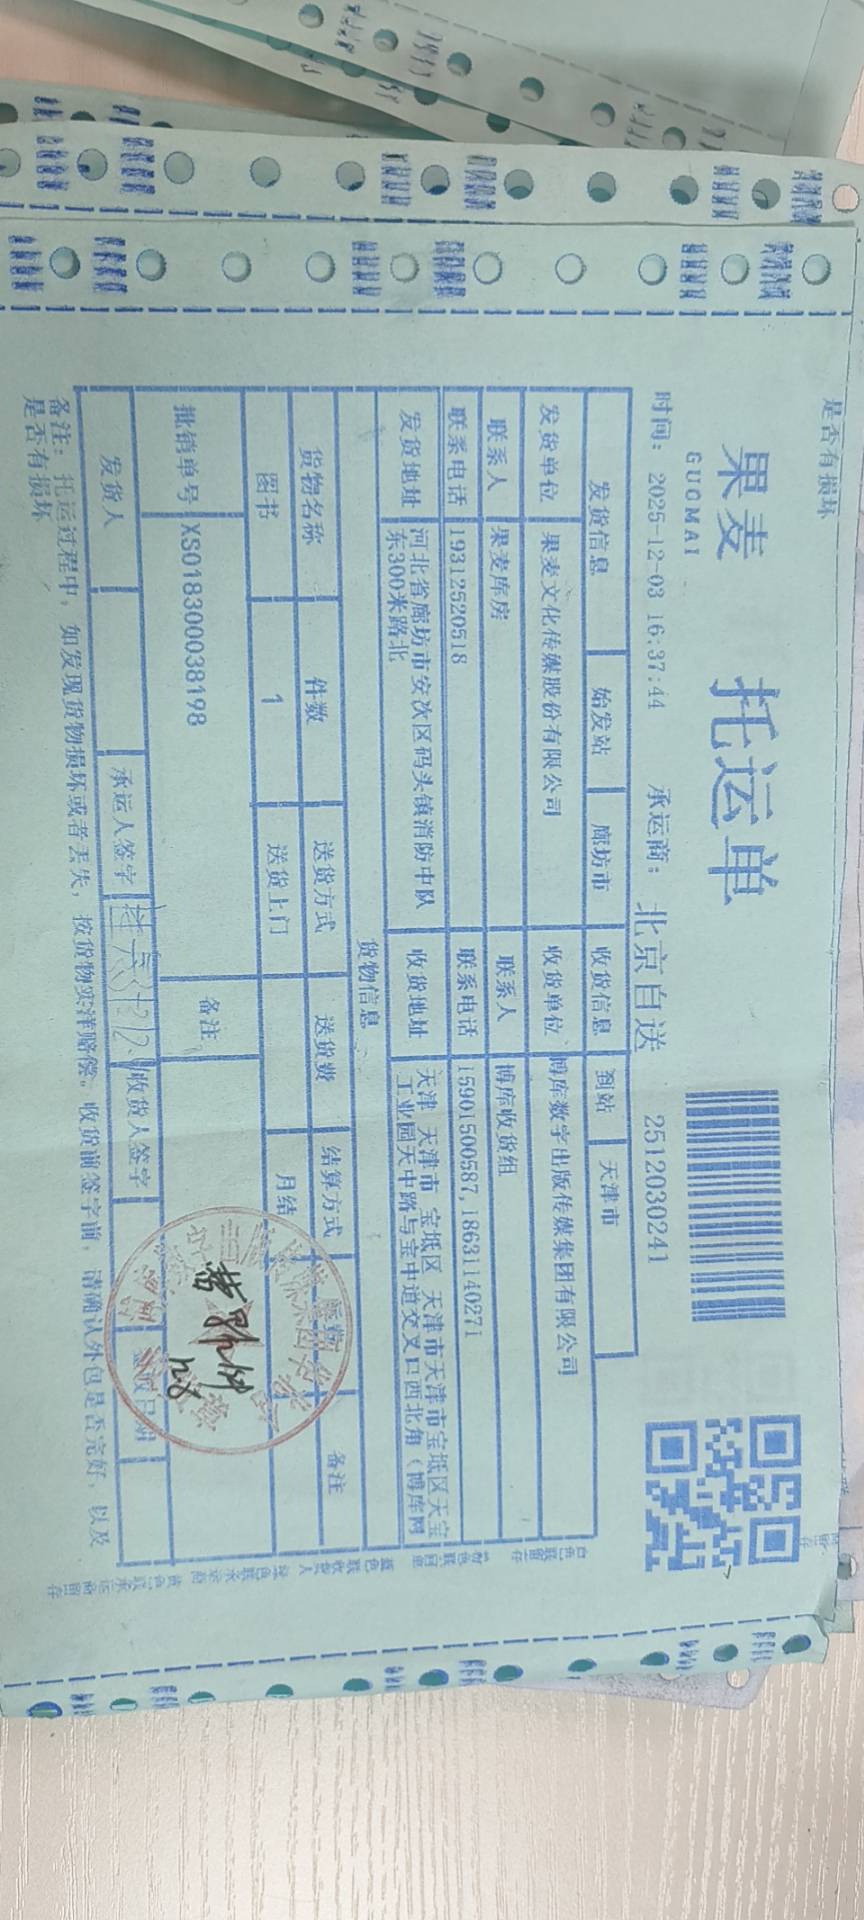 是否有损坏
果麦 托运单
GUOMAI
时间: 2025-12-03 16:37:44 承运商: 北京自送 2512030241
发货信息 始发站 廊坊市 收货信息 到站 天津市
发货单位 果麦文化传媒股份有限公司 收货单位 博库数字出版传媒集团有限公司
联系人 果麦库房 联系人 博库收货组
联系电话 19312520518 联系电话 15901500587,18631140271
发货地址 河北省廊坊市安次区码头镇消防中队 收货地址 天津 天津市 宝坻区 天津市天津市宝坻区天宝
东300米路北 工业园天中路与宝中道交叉口西北角（博库网
货物信息
货物名称 件数 送货方式 送货费 结算方式 备注
图书 1 送货上门 月结
批销单号 XS018300038198 备注
发货人 承运人签字 收货人签字 签收日期
备注: 托运过程中, 如发现货物损坏或者丢失, 按货物实洋赔偿。收货前签字前, 请确认外包是否完好, 以及
是否有损坏